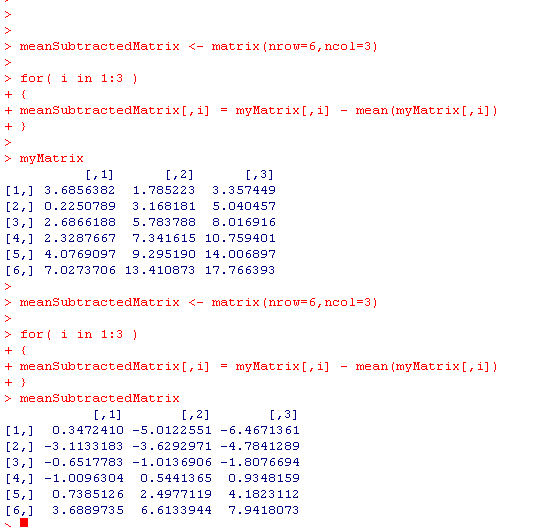 >
>
>
> meanSubtractedMatrix <- matrix(nrow=6,ncol=3)
>
> for( i in 1:3 )
+ {
+ meanSubtractedMatrix[,i] = myMatrix[,i] - mean(myMatrix[,i])
+ }
>
> myMatrix
[,1] [,2] [,3]
[1,] 3.6856382 1.785223 3.357449
[2,] 0.2250789 3.168181 5.040457
[3,] 2.6866188 5.783788 8.016916
[4,] 2.3287667 7.341615 10.759401
[5,] 4.0769097 9.295190 14.006897
[6,] 7.0273706 13.410873 17.766393
>
> meanSubtractedMatrix <- matrix(nrow=6,ncol=3)
>
> for( i in 1:3 )
+ {
+ meanSubtractedMatrix[,i] = myMatrix[,i] - mean(myMatrix[,i])
+ }
> meanSubtractedMatrix
[,1] [,2] [,3]
[1,] 0.3472410 -5.0122551 -6.4671361
[2,] -3.1133183 -3.6292971 -4.7841289
[3,] -0.6517783 -1.0136906 -1.8076694
[4,] -1.0096304 0.5441365 0.9348159
[5,] 0.7385126 2.4977119 4.1823112
[6,] 3.6889735 6.6133944 7.9418073
>